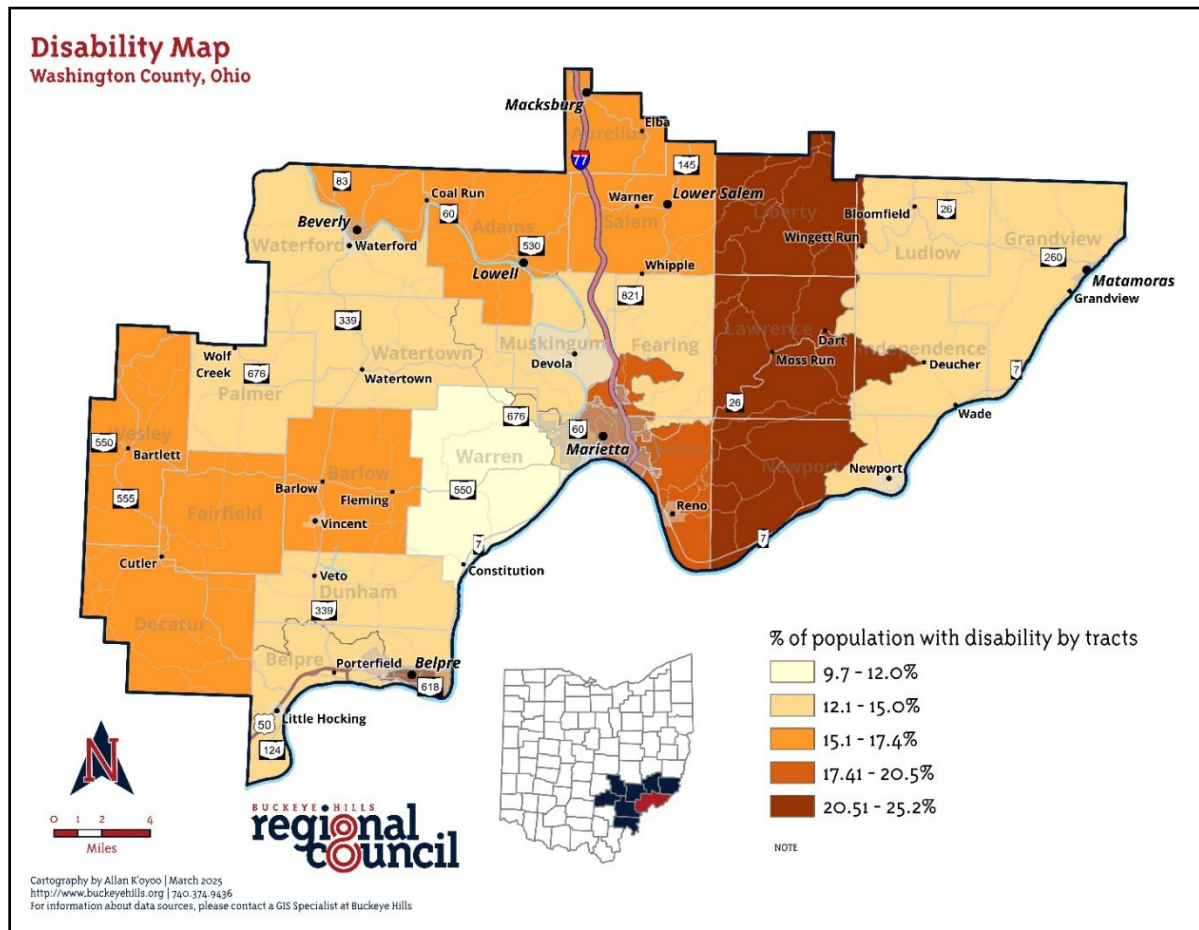 Disability Map
Washington County, Ohio
Macksburg
Elba
Aurelius
77
145
83
Coal Run
60
Adams
Warner
Lower Salem
Salem
Liberty
Bloomfield
26
Beverly
Waterford
Waterford
530
Wingett Run
Ludlow
Grandview
Lowell
Whipple
260
Matamoras
Grandview
821
339
Muskingum
Fearing
Lawrence
Dart
Independence
Wolf
Creek
676
Watertown
Devola
Moss Run
Deucher
7
Palmer
Watertown
676
60
26
Wade
Marietta
550
Wesley
Bartlett
Warren
Barlow
Newport
Newport
Barlow
Fleming
550
555
Fairfield
Vincent
Reno
7
7
Cutler
Constitution
Veto
Dunham
339
Decatur
Belpre
Porterfield
Belpre
618
Little Hocking
50
124
% of population with disability by tracts
9.7 - 12.0%
12.1 - 15.0%
15.1 - 17.4%
17.41 - 20.5%
20.51 - 25.2%
NOTE
N
0 1 2 4
Miles
BUCKEYE HILLS
regional
council
Cartography by Allan K'oyoo | March 2025
http://www.buckeyehills.org | 740.374.9436
For information about data sources, please contact a GIS Specialist at Buckeye Hills